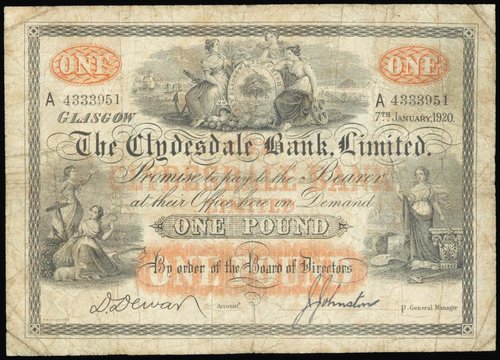 ONE ONE
A 4333951 A 4333951
GLASGOW 7TH JANUARY, 1920.
The Clydesdale Bank, Limited.
Promise to pay to the Bearer
at their Office here on Demand
ONE POUND
By order of the Board of Directors
D. Dewar Account. J. Johnston p. General Manager